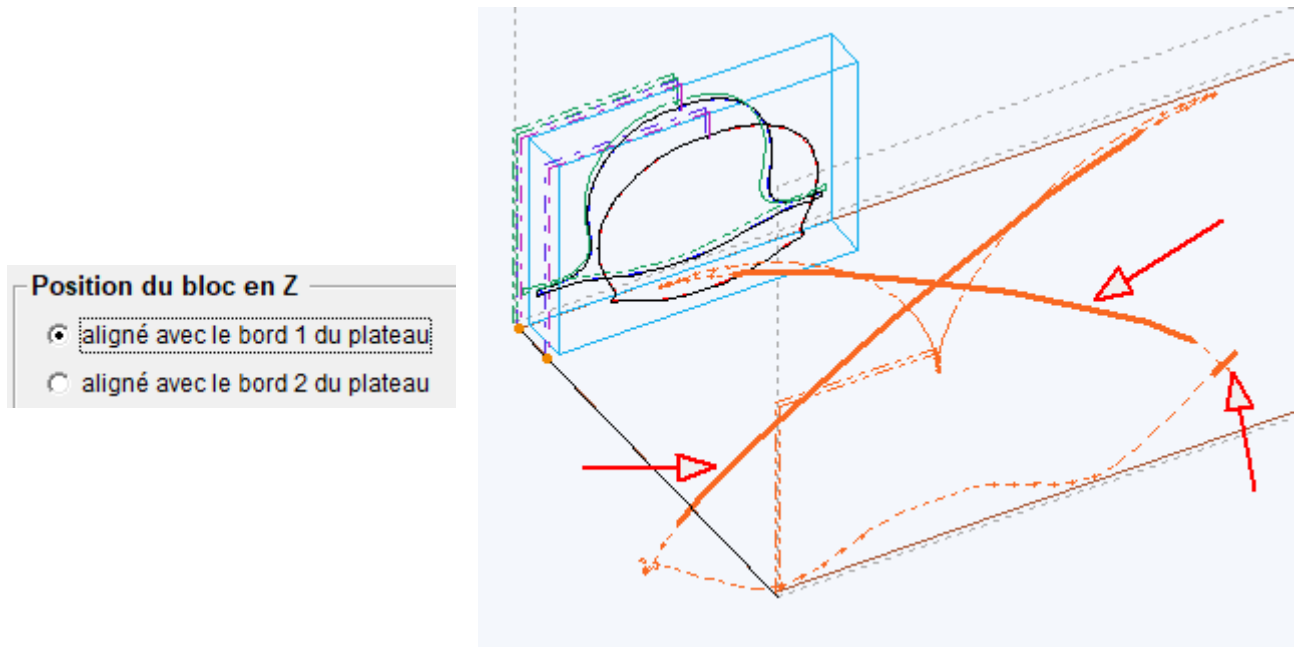 Position du bloc en Z
aligné avec le bord 1 du plateau
aligné avec le bord 2 du plateau